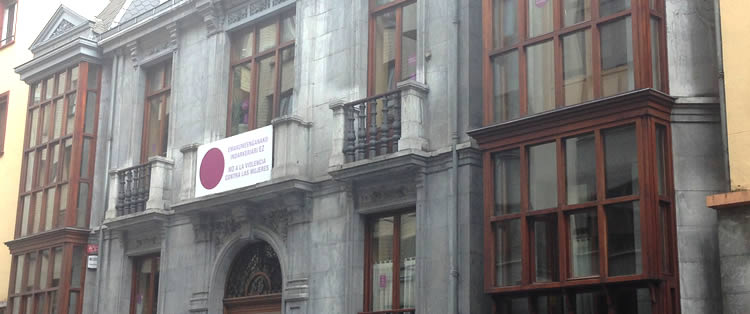 EMAKUMEENGANAKO
INDARKERIARI EZ
NO A LA VIOLENCIA
CONTRA LAS MUJERES